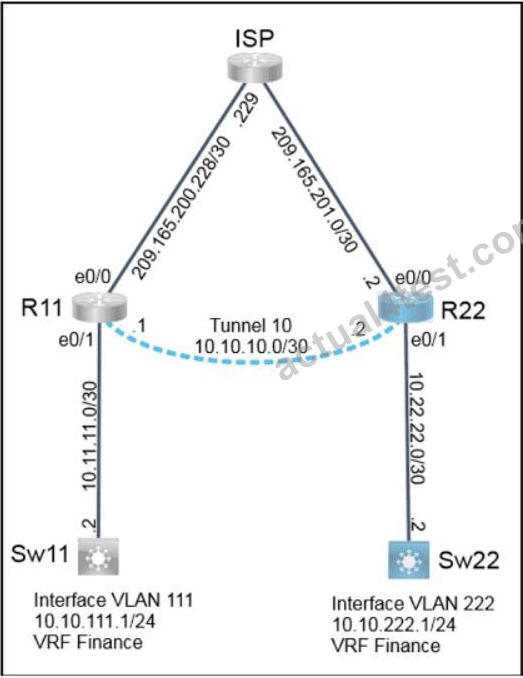 ISP
.229
209.165.200.228/30
209.165.201.0/30
.2
e0/0
e0/0
R11
R22
.1
Tunnel 10
.2
10.10.10.0/30
e0/1
e0/1
10.11.11.0/30
10.22.22.0/30
.2
.2
Sw11
Sw22
Interface VLAN 111
10.10.111.1/24
VRF Finance
Interface VLAN 222
10.10.222.1/24
VRF Finance
actualitest.com